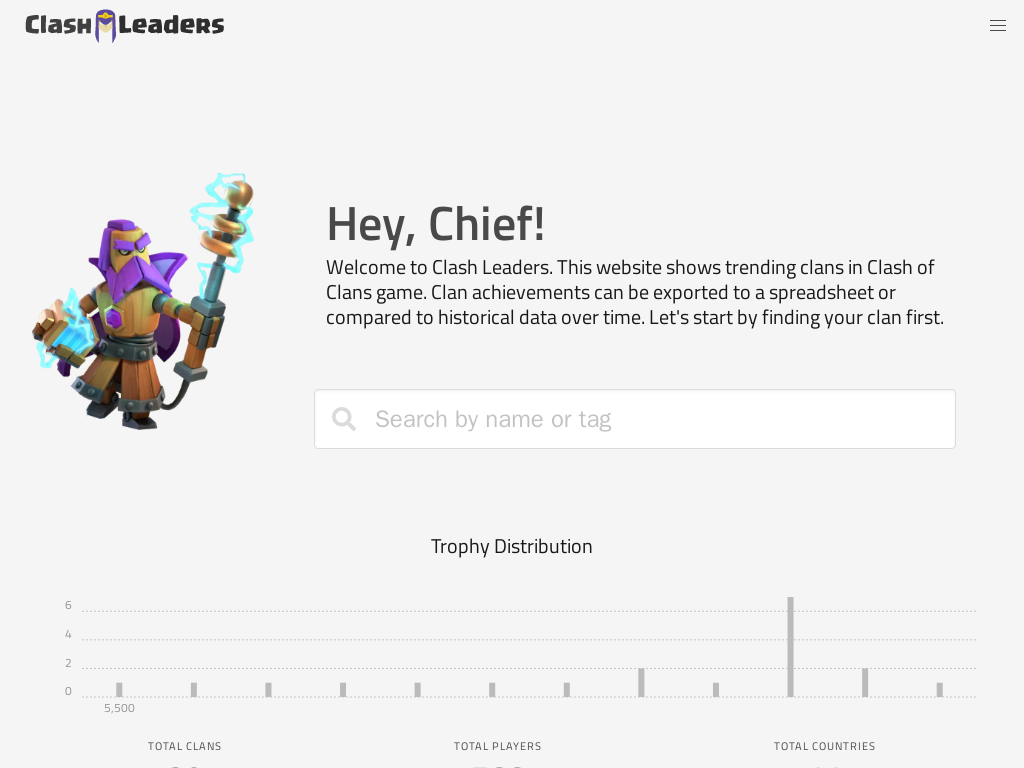 Clash Leaders
Hey, Chief!
Welcome to Clash Leaders. This website shows trending clans in Clash of
Clans game. Clan achievements can be exported to a spreadsheet or
compared to historical data over time. Let's start by finding your clan first.
Search by name or tag
Trophy Distribution
6
4
2
0
5,500
TOTAL CLANS
TOTAL PLAYERS
TOTAL COUNTRIES